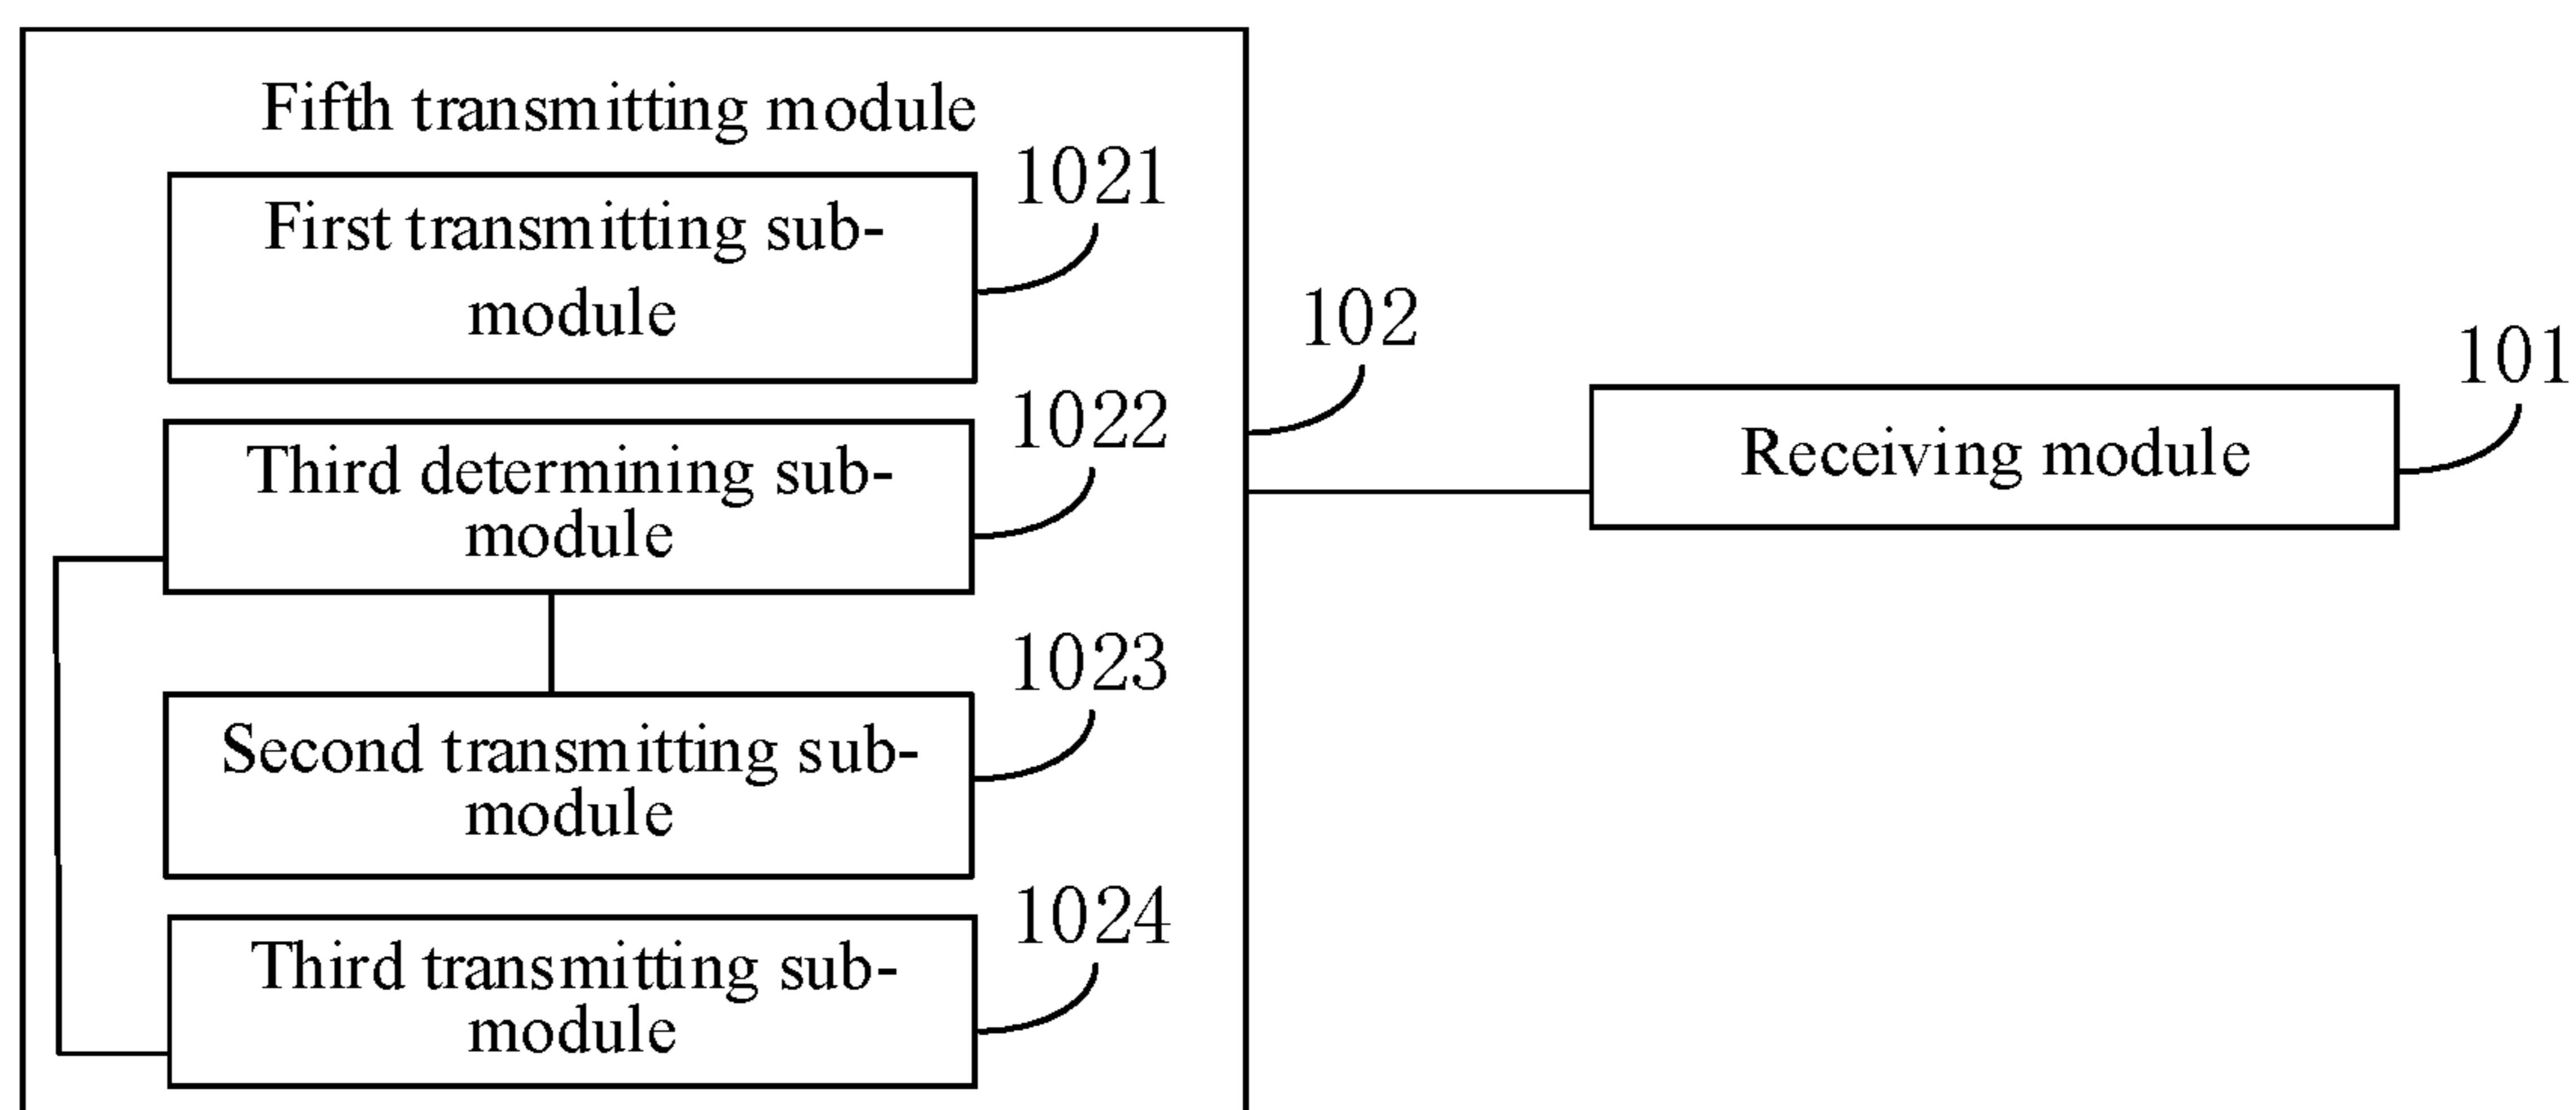 Fifth transmitting module
1021
First transmitting sub-
module
1022
Third determining sub-
module
1023
Second transmitting sub-
module
1024
Third transmitting sub-
module
102
101
Receiving module